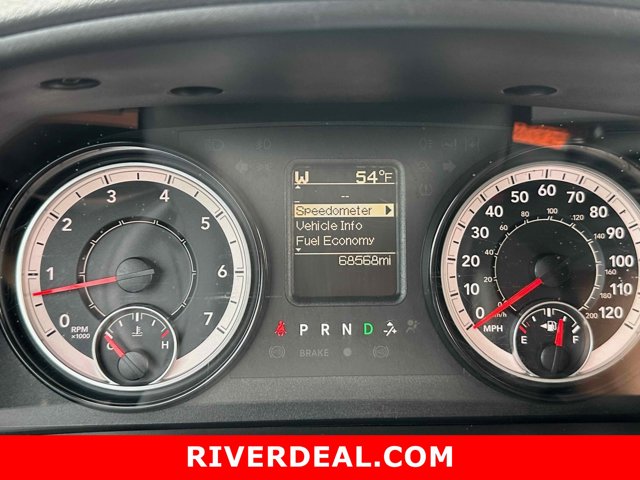 W 54°F
--
Speedometer
Vehicle Info
Fuel Economy
68568mi
0 1 2 3 4 5 6 7
RPM
x1000
C H
0 10 20 30 40 50 60 70 80 90 100 110 120
MPH
E F
P R N D
BRAKE
RIVERDEAL.COM